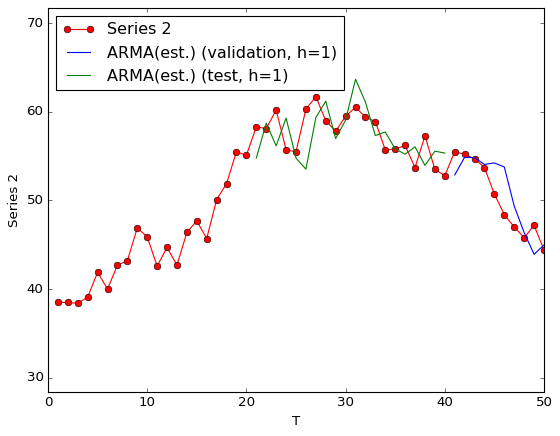 Series 2
ARMA(est.) (validation, h=1)
ARMA(est.) (test, h=1)
70
60
50
40
30
Series 2
0 10 20 30 40 50
T